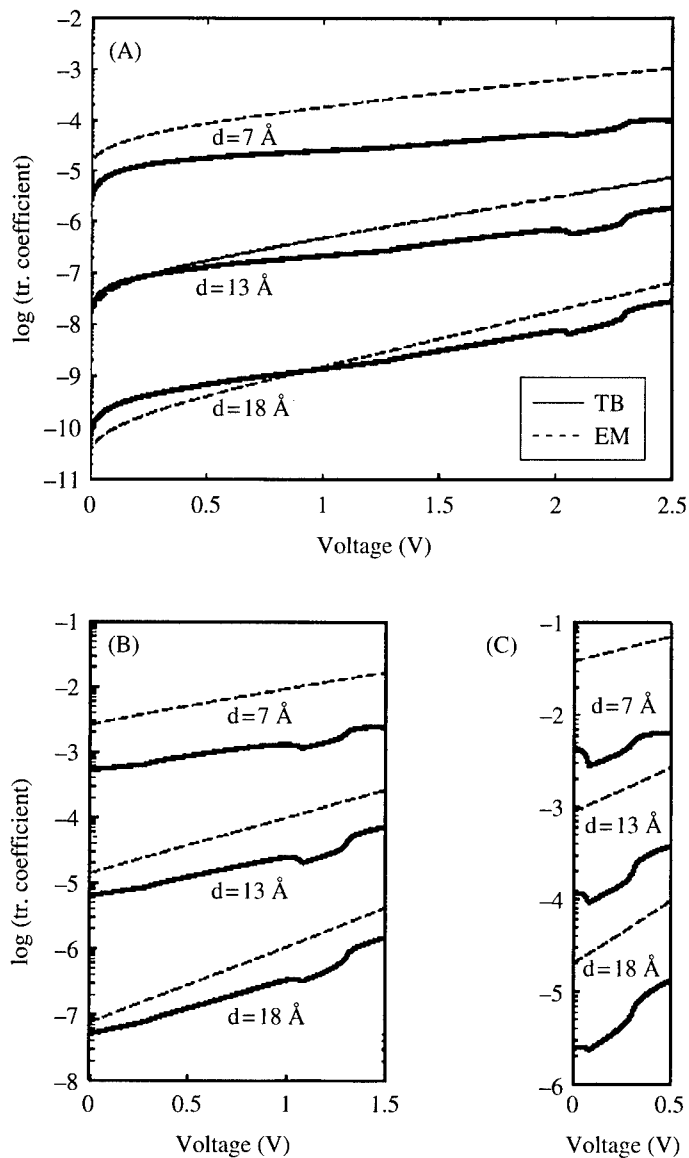 (A)
log (tr. coefficient)
−2
−3
−4
−5
−6
−7
−8
−9
−10
−11
d=7 Å
d=13 Å
d=18 Å
TB
EM
0
0.5
1
1.5
2
2.5
Voltage (V)
(B)
log (tr. coefficient)
−1
−2
−3
−4
−5
−6
−7
−8
d=7 Å
d=13 Å
d=18 Å
0
0.5
1
1.5
Voltage (V)
(C)
−1
−2
−3
−4
−5
−6
d=7 Å
d=13 Å
d=18 Å
0
0.5
Voltage (V)